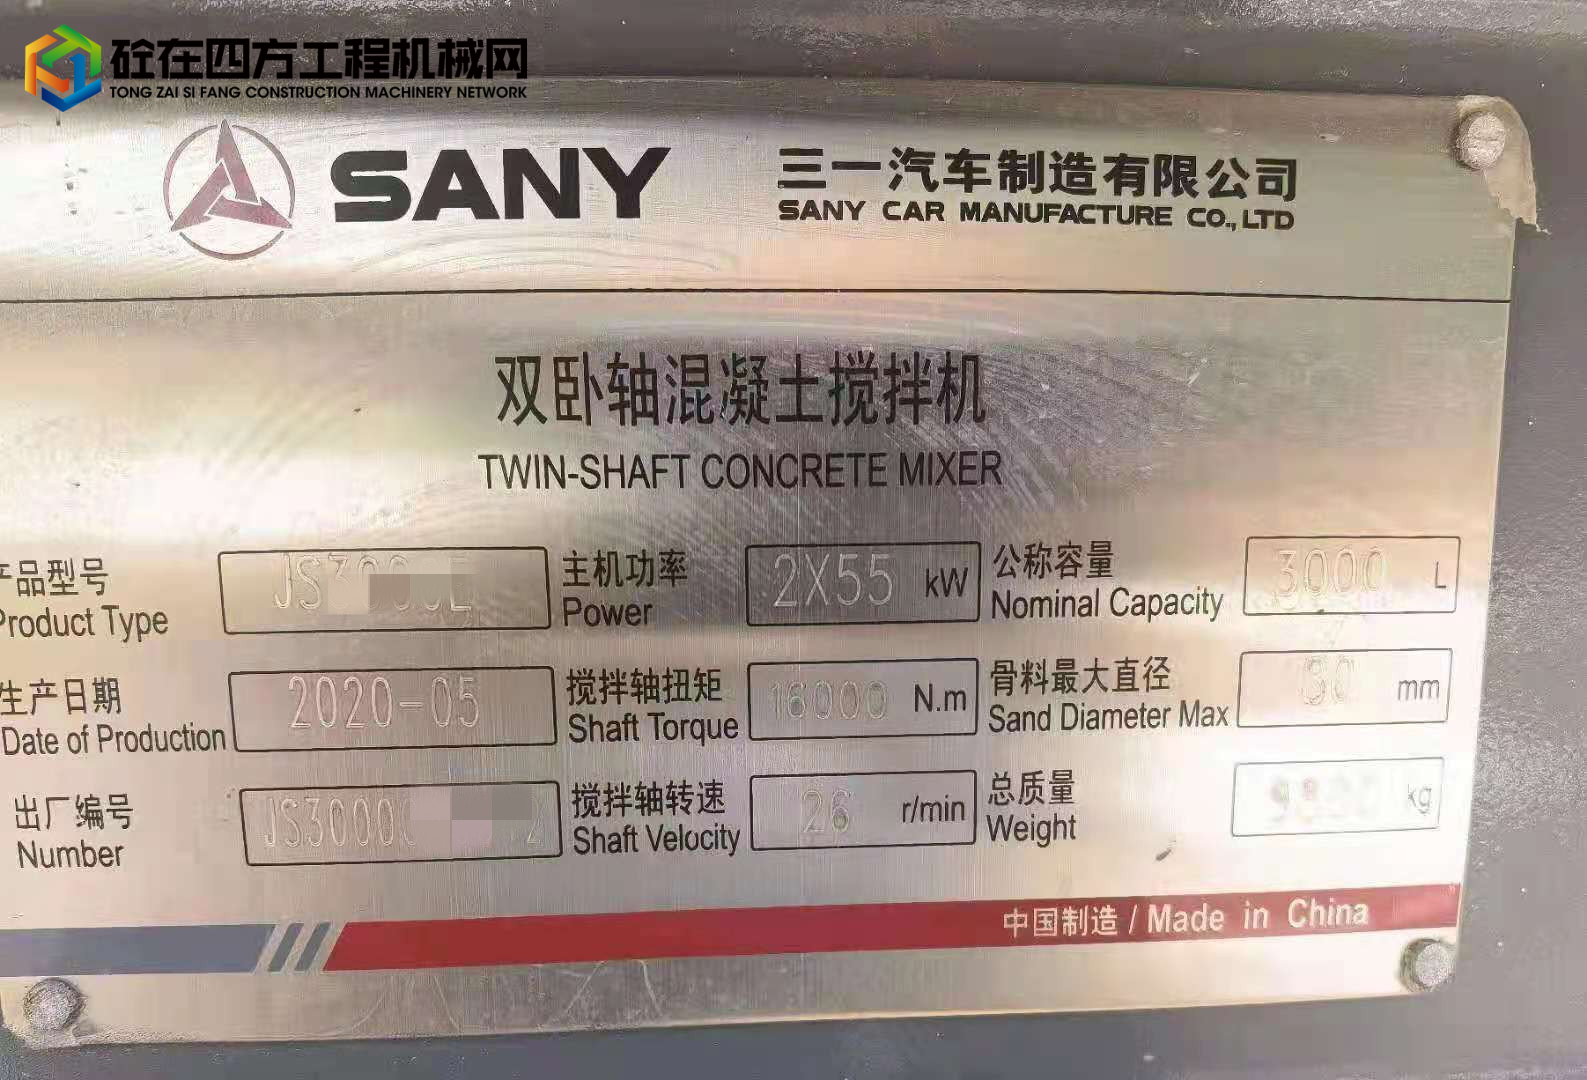 砼在四方工程机械网
TONG ZAI SI FANG CONSTRUCTION MACHINERY NETWORK
SANY
三一汽车制造有限公司
SANY CAR MANUFACTURE CO., LTD
双卧轴混凝土搅拌机
TWIN-SHAFT CONCRETE MIXER
产品型号
Product Type
主机功率
Power
2X55 kW
公称容量
Nominal Capacity
3000 L
生产日期
Date of Production
2020-05
搅拌轴扭矩
Shaft Torque
16000 N.m
骨料最大直径
Sand Diameter Max
mm
出厂编号
Number
搅拌轴转速
Shaft Velocity
26 r/min
总质量
Weight
kg
中国制造 / Made in China